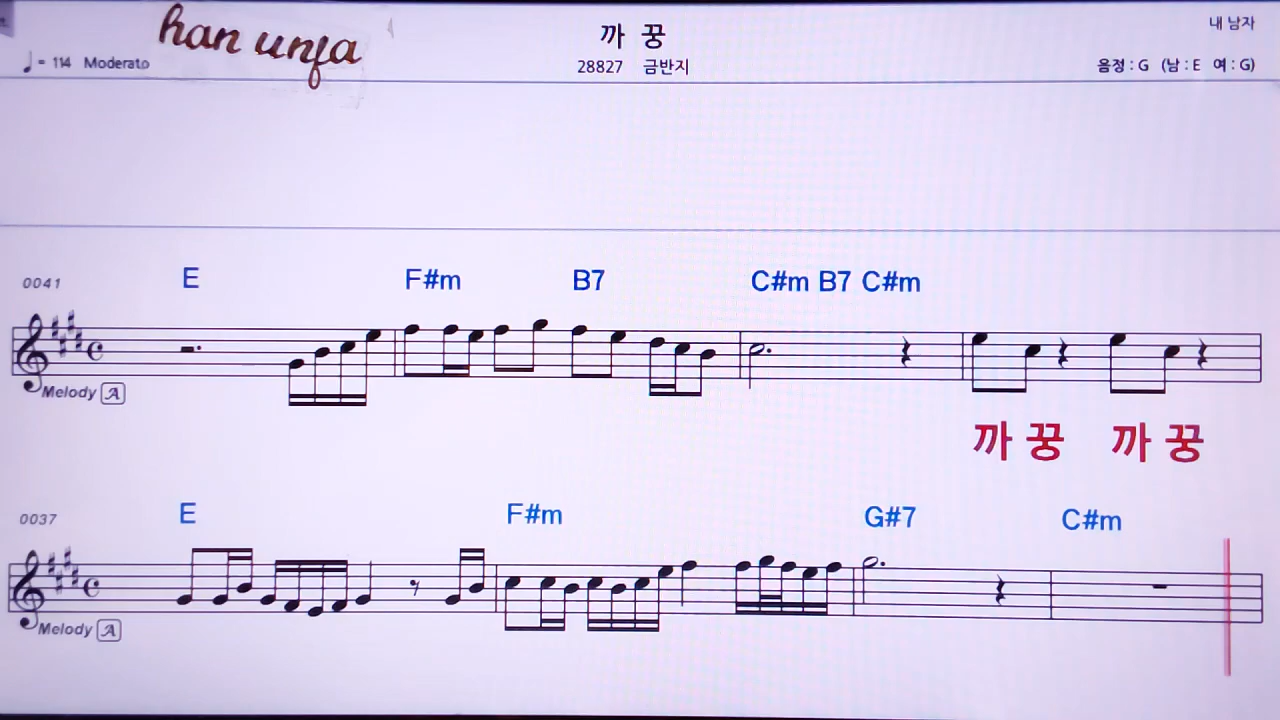 han unfa
까 꿍
내 남자
♩= 114 Moderato
28827 금반지
음정 : G (남 : E 여 : G)
0041 E F#m B7 C#m B7 C#m
Melody A
까 꿍 까 꿍
0037 E F#m G#7 C#m
Melody A